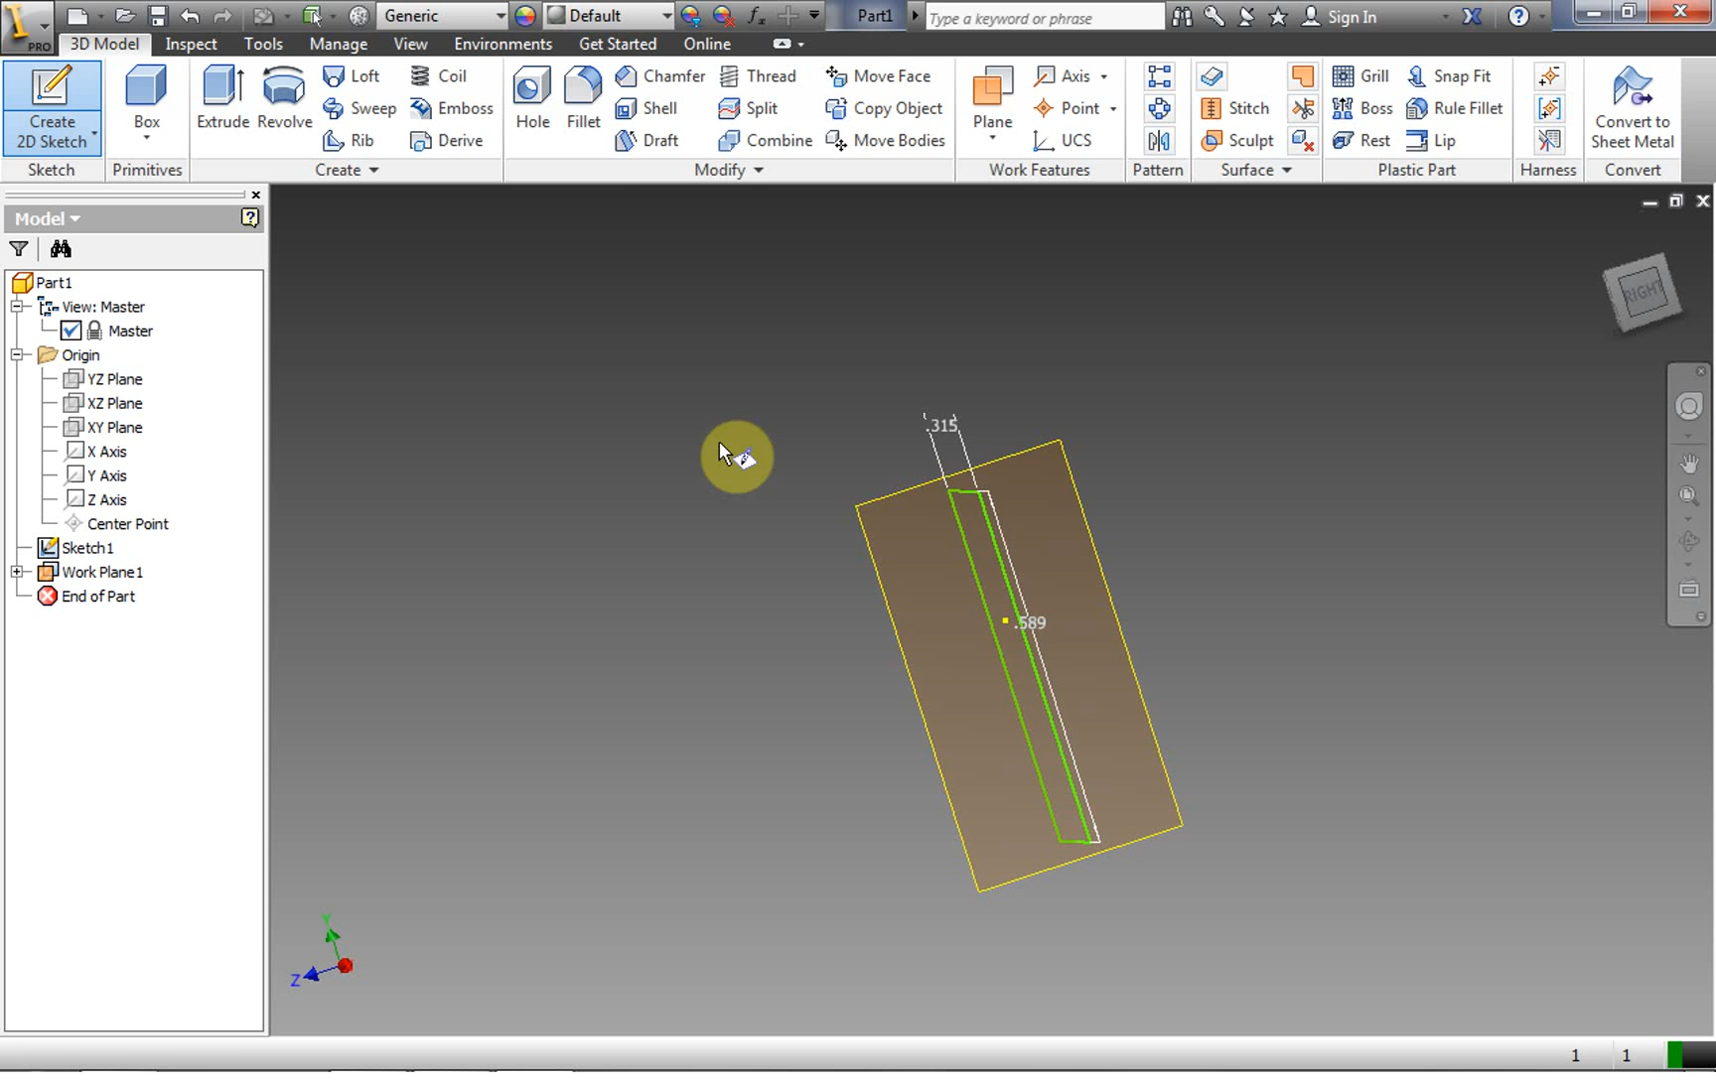 PRO
Generic
Default
fx
Part1
Type a keyword or phrase
Sign In
3D Model
Inspect
Tools
Manage
View
Environments
Get Started
Online
Create
2D Sketch
Sketch
Box
Primitives
Extrude
Revolve
Loft
Sweep
Rib
Coil
Emboss
Derive
Create
Hole
Fillet
Chamfer
Shell
Draft
Thread
Split
Combine
Move Face
Copy Object
Move Bodies
Modify
Plane
Axis
Point
UCS
Work Features
Pattern
Stitch
Sculpt
Surface
Grill
Boss
Rest
Snap Fit
Rule Fillet
Lip
Plastic Part
Harness
Convert to
Sheet Metal
Convert
Model
Part1
View: Master
Master
Origin
YZ Plane
XZ Plane
XY Plane
X Axis
Y Axis
Z Axis
Center Point
Sketch1
Work Plane1
End of Part
RIGHT
.315
.589
Y
Z
1 1